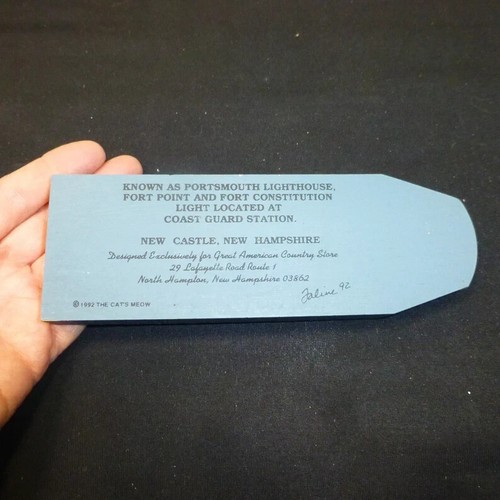 KNOWN AS PORTSMOUTH LIGHTHOUSE,
FORT POINT AND FORT CONSTITUTION
LIGHT LOCATED AT
COAST GUARD STATION.
NEW CASTLE, NEW HAMPSHIRE
Designed Exclusively for Great American Country Store
29 Lafayette Road Route 1
North Hampton, New Hampshire 03862
Faline 92
© 1992 THE CAT'S MEOW